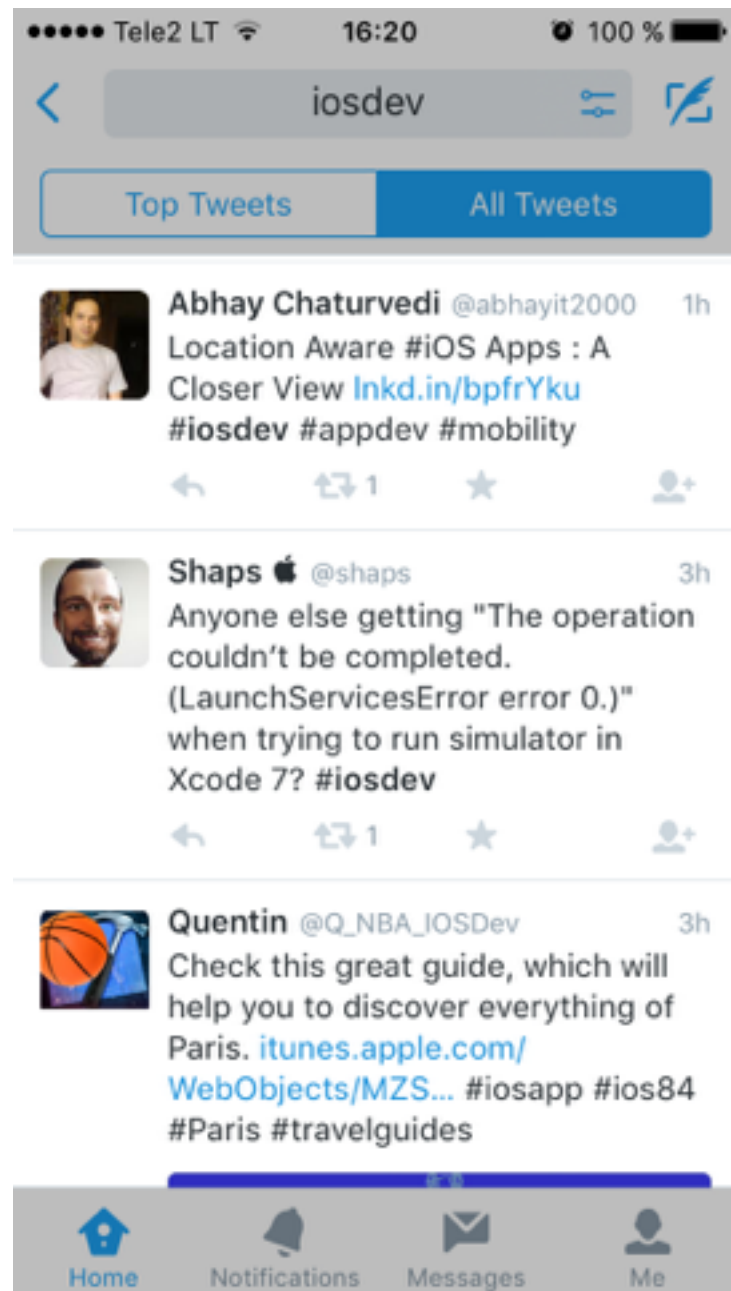 Tele2 LT 16:20 100 %
iosdev
Top Tweets All Tweets
Abhay Chaturvedi @abhayit2000 1h
Location Aware #iOS Apps : A
Closer View lnkd.in/bpfrYku
#iosdev #appdev #mobility
1
Shaps @shaps 3h
Anyone else getting "The operation
couldn't be completed.
(LaunchServicesError error 0.)"
when trying to run simulator in
Xcode 7? #iosdev
1
Quentin @Q_NBA_IOSDev 3h
Check this great guide, which will
help you to discover everything of
Paris. itunes.apple.com/
WebObjects/MZS... #iosapp #ios84
#Paris #travelguides
Home Notifications Messages Me